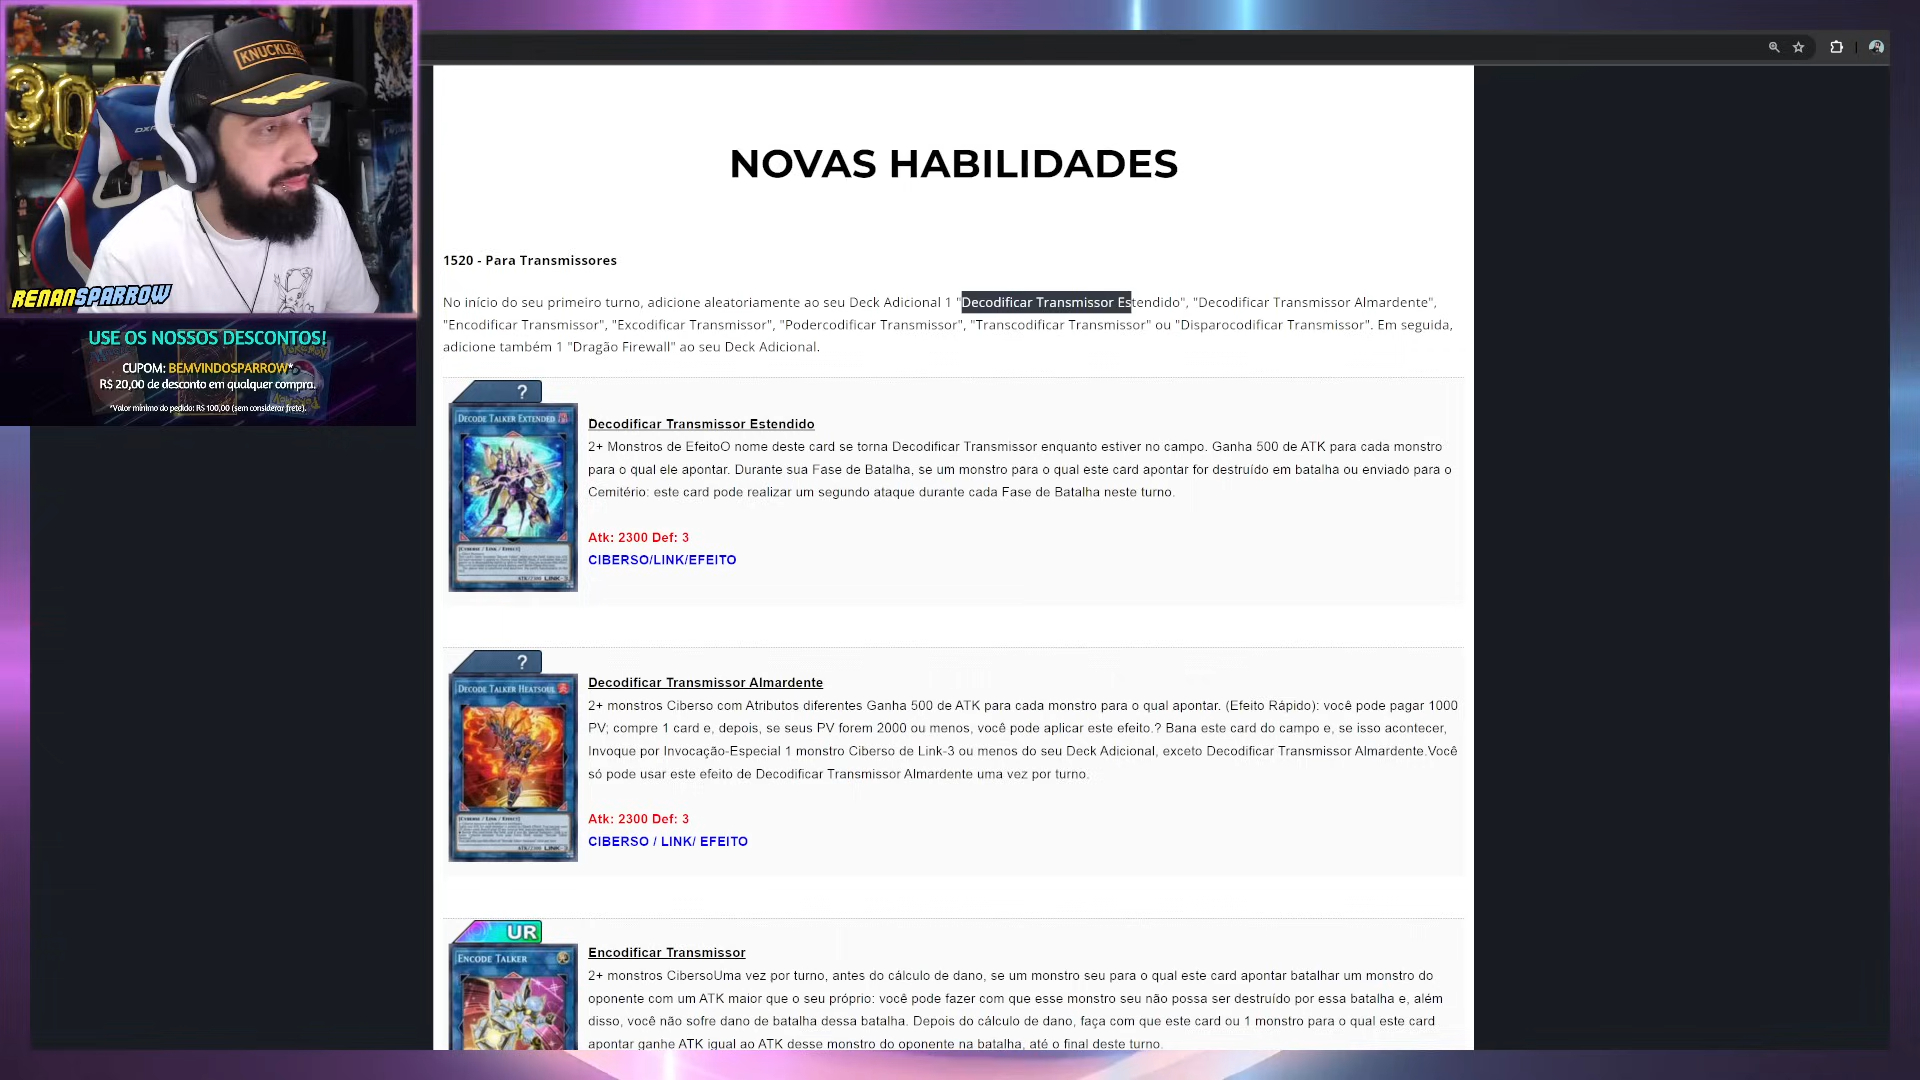 KNUCKLEH
30
DXR
RENANSPARROW
USE OS NOSSOS DESCONTOS!
CUPOM: BEMVINDOSPARROW*
R$ 20,00 de desconto em qualquer compra.
*Valor mínimo do pedido: R$ 100,00 (sem considerar frete).
NOVAS HABILIDADES
1520 - Para Transmissores
No início do seu primeiro turno, adicione aleatoriamente ao seu Deck Adicional 1 "Decodificar Transmissor Estendido", "Decodificar Transmissor Almardente",
"Encodificar Transmissor", "Excodificar Transmissor", "Podercodificar Transmissor", "Transcodificar Transmissor" ou "Disparocodificar Transmissor". Em seguida,
adicione também 1 "Dragão Firewall" ao seu Deck Adicional.
?
DECODE TALKER EXTENDED
[CYBERSE / LINK / EFFECT]
ATK/2300 LINK-3
Decodificar Transmissor Estendido
2+ Monstros de EfeitoO nome deste card se torna Decodificar Transmissor enquanto estiver no campo. Ganha 500 de ATK para cada monstro
para o qual ele apontar. Durante sua Fase de Batalha, se um monstro para o qual este card apontar for destruído em batalha ou enviado para o
Cemitério: este card pode realizar um segundo ataque durante cada Fase de Batalha neste turno.
Atk: 2300 Def: 3
CIBERSO/LINK/EFEITO
?
DECODE TALKER HEATSOUL
[CYBERSE / LINK / EFFECT]
ATK/2300 LINK-3
Decodificar Transmissor Almardente
2+ monstros Ciberso com Atributos diferentes Ganha 500 de ATK para cada monstro para o qual apontar. (Efeito Rápido): você pode pagar 1000
PV; compre 1 card e, depois, se seus PV forem 2000 ou menos, você pode aplicar este efeito.? Bana este card do campo e, se isso acontecer,
Invoque por Invocação-Especial 1 monstro Ciberso de Link-3 ou menos do seu Deck Adicional, exceto Decodificar Transmissor Almardente.Você
só pode usar este efeito de Decodificar Transmissor Almardente uma vez por turno.
Atk: 2300 Def: 3
CIBERSO / LINK/ EFEITO
UR
ENCODE TALKER
Encodificar Transmissor
2+ monstros CibersoUma vez por turno, antes do cálculo de dano, se um monstro seu para o qual este card apontar batalhar um monstro do
oponente com um ATK maior que o seu próprio: você pode fazer com que esse monstro seu não possa ser destruído por essa batalha e, além
disso, você não sofre dano de batalha dessa batalha. Depois do cálculo de dano, faça com que este card ou 1 monstro para o qual este card
apontar ganhe ATK igual ao ATK desse monstro do oponente na batalha, até o final deste turno.